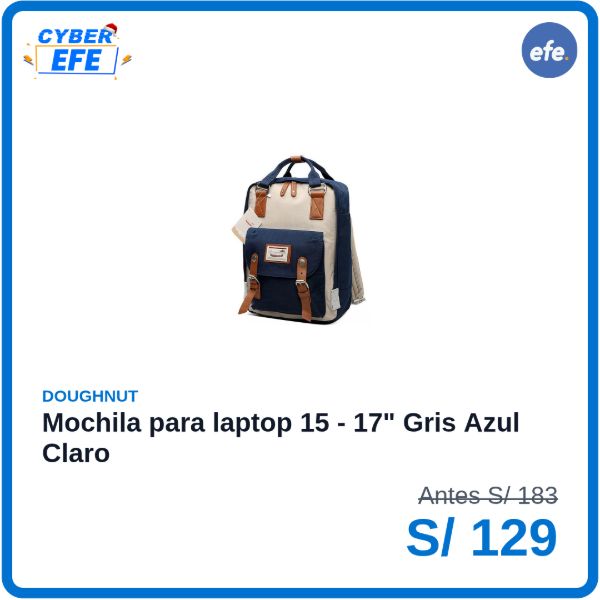 CYBER
EFE
efe.
DOUGHNUT
Mochila para laptop 15 - 17" Gris Azul
Claro
Antes S/ 183
S/ 129